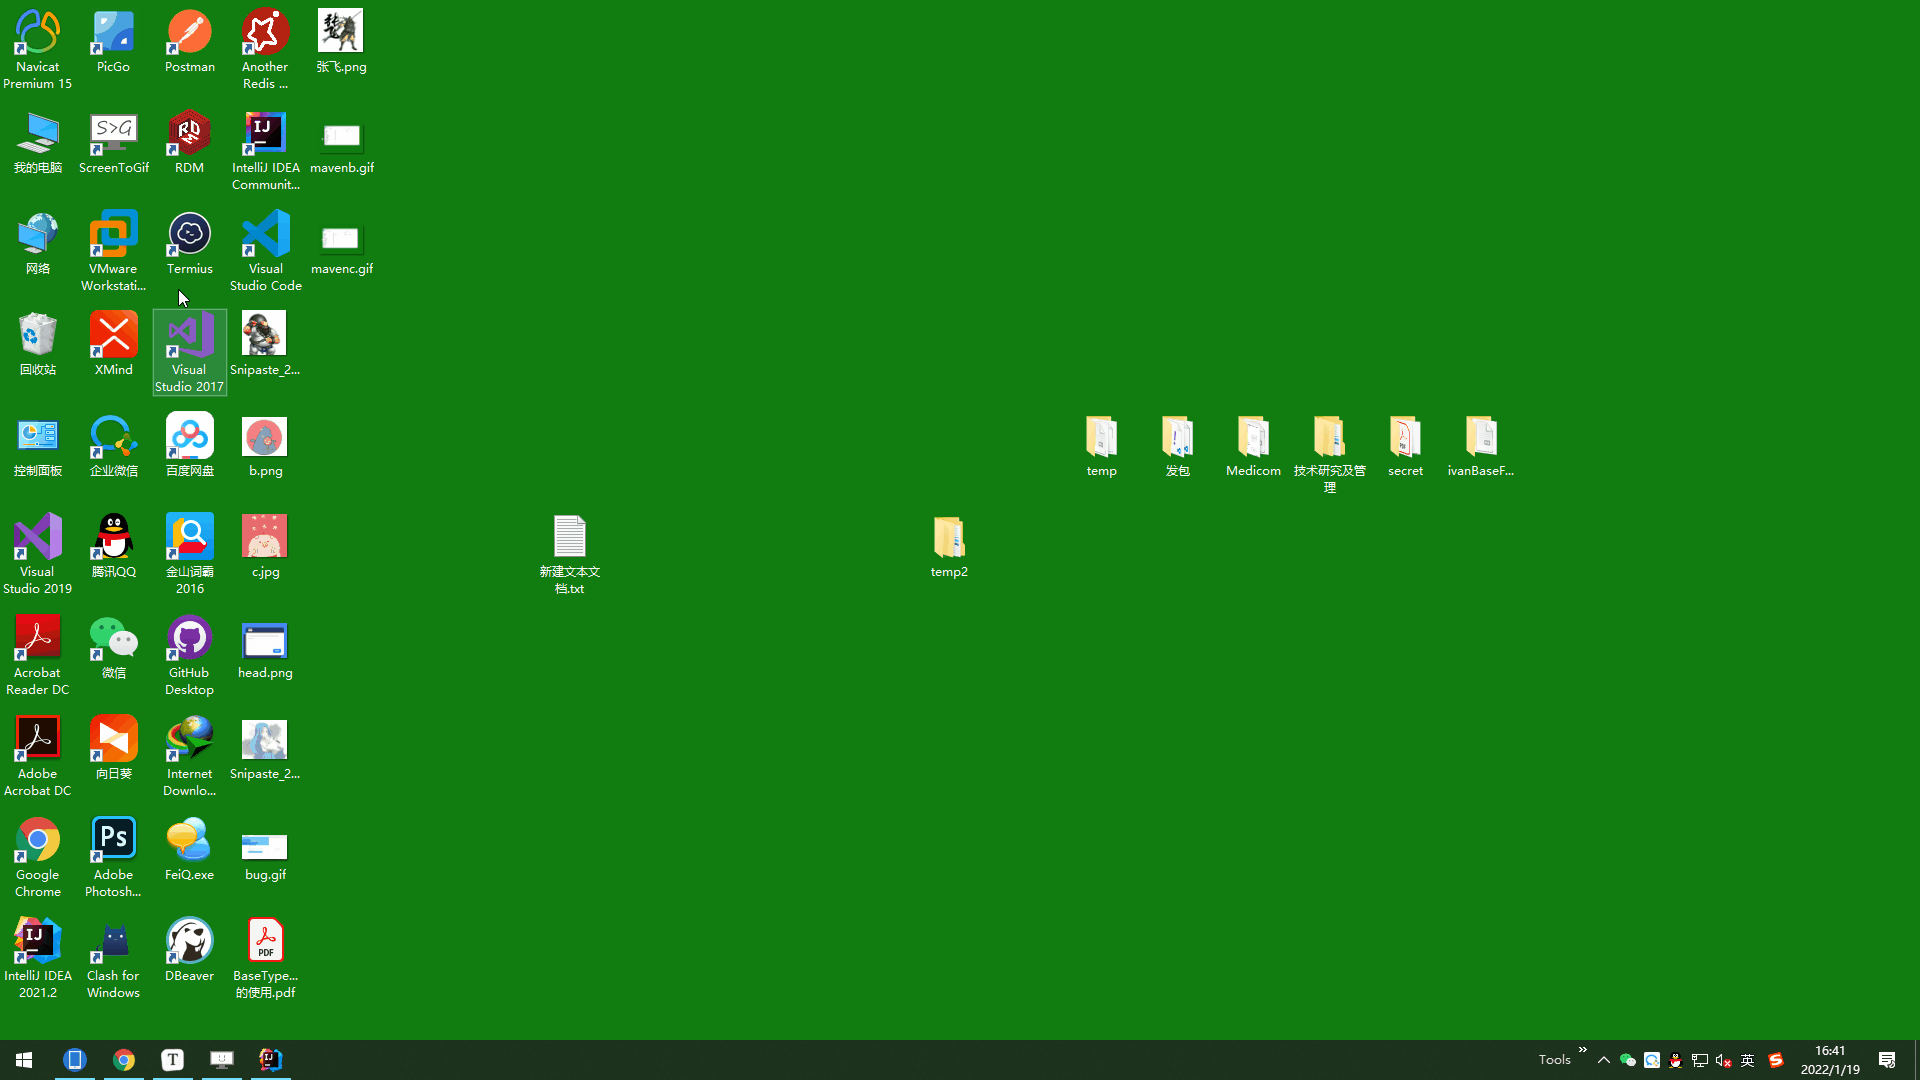 Navicat
Premium 15
PicGo
Postman
Another
Redis ...
张飞.png
我的电脑
S>G
ScreenToGif
RDM
RDM
IJ
IntelliJ IDEA
Communit...
mavenb.gif
网络
VMware
Workstati...
Termius
Visual
Studio Code
mavenc.gif
回收站
XMind
Visual
Studio 2017
Snipaste_2...
控制面板
企业微信
百度网盘
b.png
temp
发包
Medicom
技术研究及管
理
secret
ivanBaseF...
Visual
Studio 2019
腾讯QQ
金山词霸
2016
c.jpg
新建文本文
档.txt
temp2
Acrobat
Reader DC
微信
GitHub
Desktop
head.png
Adobe
Acrobat DC
向日葵
Internet
Downlo...
Snipaste_2...
Google
Chrome
Ps
Adobe
Photosh...
FeiQ.exe
bug.gif
IJ
IntelliJ IDEA
2021.2
Clash for
Windows
DBeaver
PDF
BaseType...
的使用.pdf
T
IJ
Tools
英
S
16:41
2022/1/19